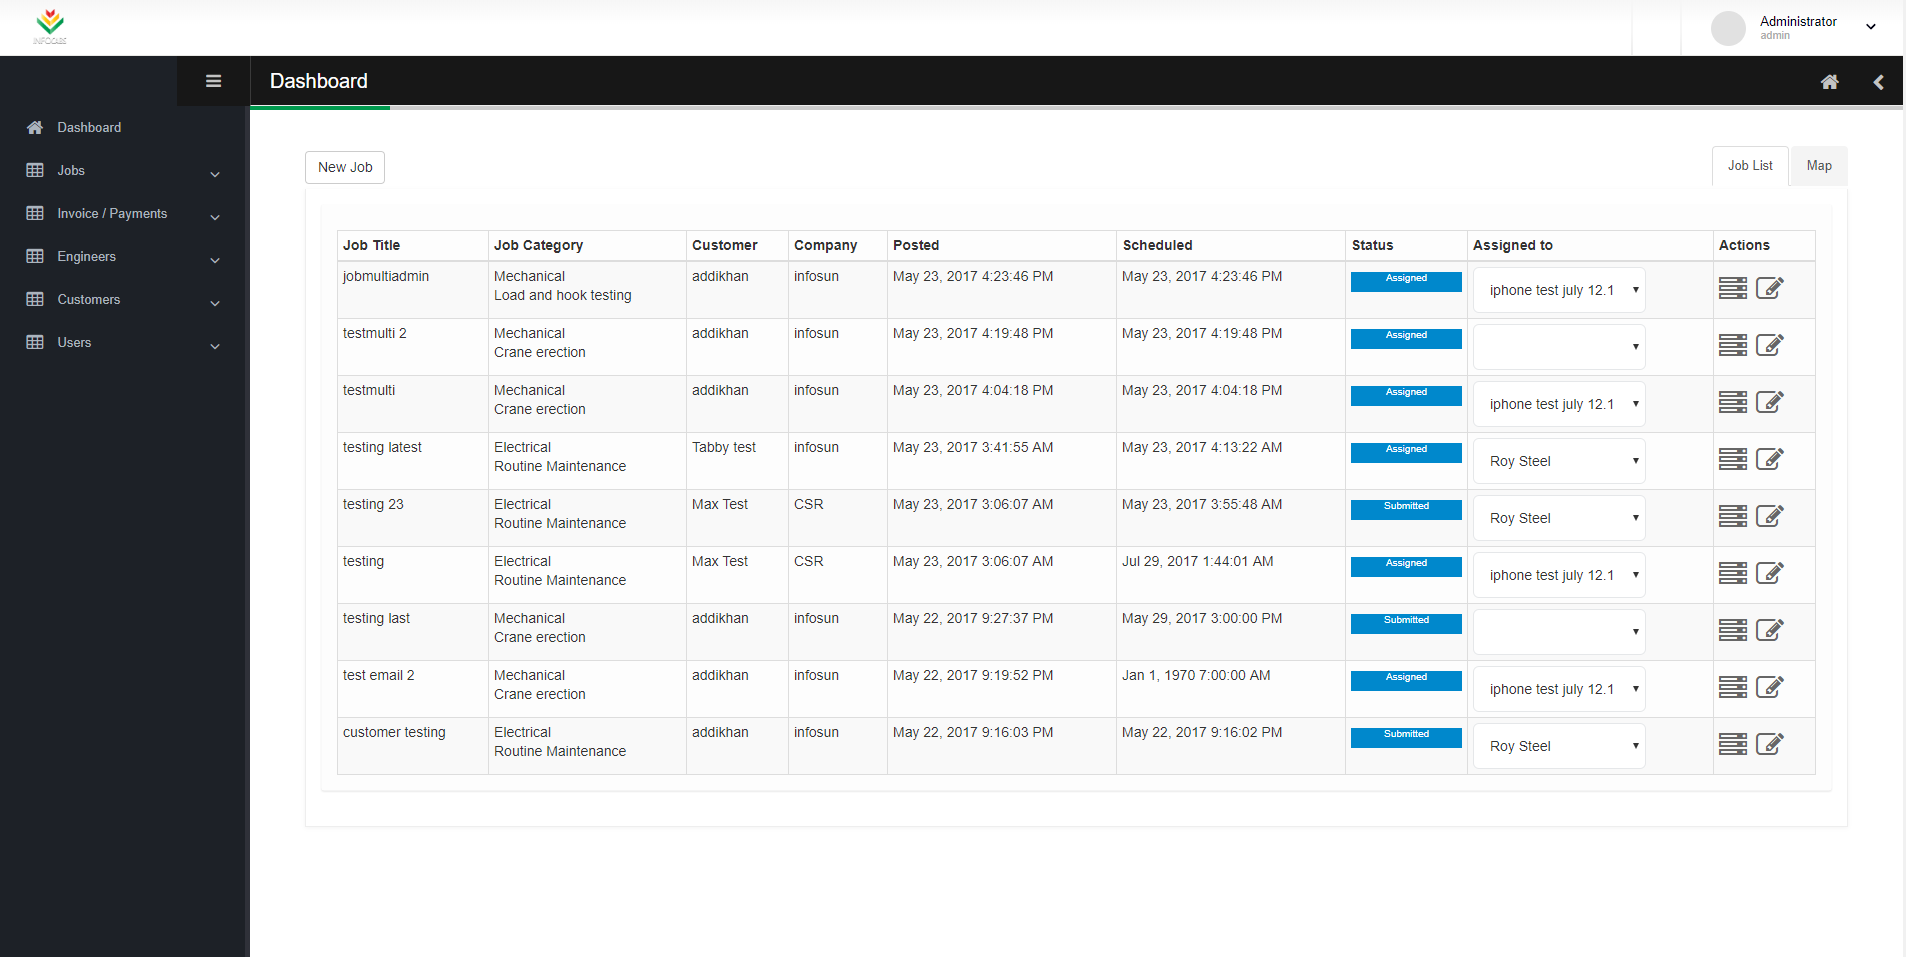 INFOCABS
Administrator
admin
Dashboard
Dashboard
Jobs
Invoice / Payments
Engineers
Customers
Users
New Job
Job List Map
Job Title Job Category Customer Company Posted Scheduled Status Assigned to Actions
jobmultiadmin Mechanical addikhan infosun May 23, 2017 4:23:46 PM May 23, 2017 4:23:46 PM Assigned iphone test july 12.1
Load and hook testing
testmulti 2 Mechanical addikhan infosun May 23, 2017 4:19:48 PM May 23, 2017 4:19:48 PM Assigned
Crane erection
testmulti Mechanical addikhan infosun May 23, 2017 4:04:18 PM May 23, 2017 4:04:18 PM Assigned iphone test july 12.1
Crane erection
testing latest Electrical Tabby test infosun May 23, 2017 3:41:55 AM May 23, 2017 4:13:22 AM Assigned Roy Steel
Routine Maintenance
testing 23 Electrical Max Test CSR May 23, 2017 3:06:07 AM May 23, 2017 3:55:48 AM Submitted Roy Steel
Routine Maintenance
testing Electrical Max Test CSR May 23, 2017 3:06:07 AM Jul 29, 2017 1:44:01 AM Assigned iphone test july 12.1
Routine Maintenance
testing last Mechanical addikhan infosun May 22, 2017 9:27:37 PM May 29, 2017 3:00:00 PM Submitted
Crane erection
test email 2 Mechanical addikhan infosun May 22, 2017 9:19:52 PM Jan 1, 1970 7:00:00 AM Assigned iphone test july 12.1
Crane erection
customer testing Electrical addikhan infosun May 22, 2017 9:16:03 PM May 22, 2017 9:16:02 PM Submitted Roy Steel
Routine Maintenance